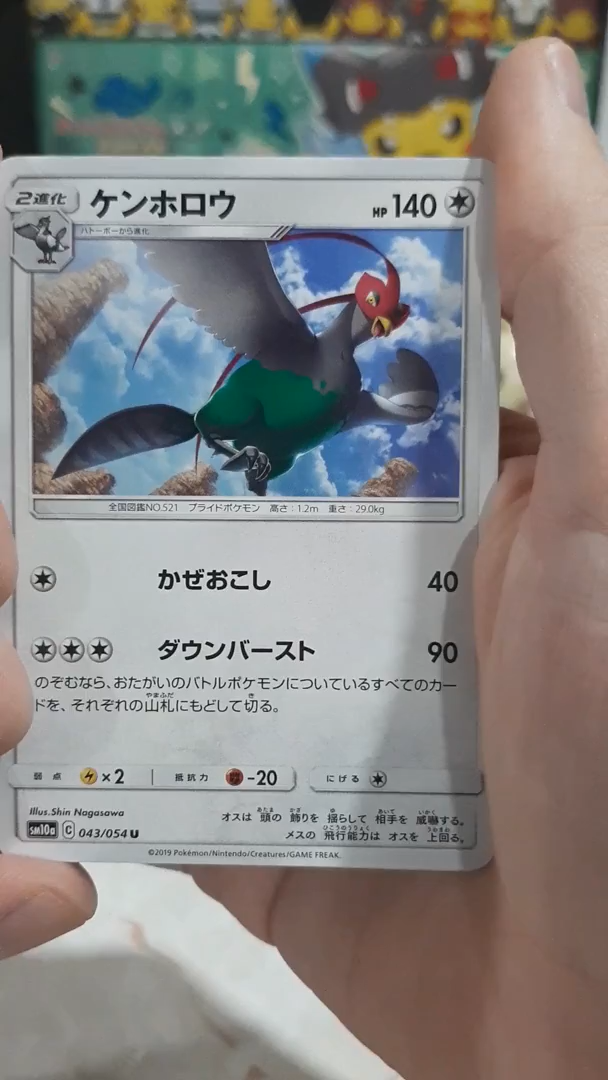 2進化 ケンホロウ HP 140
ハトーボーから進化
全国図鑑NO.521 プライドポケモン 高さ:1.2m 重さ:29.0kg
かぜおこし 40
ダウンバースト 90
のぞむなら、おたがいのバトルポケモンについているすべてのカー
ドを、それぞれの山札にもどして切る。
弱点 ×2 抵抗力 -20 にげる
Illus.Shin Nagasawa
オスは 頭の 飾りを 揺らして 相手を 威嚇する。
メスの 飛行能力は オスを 上回る。
sm10a C 043/054 U
©2019 Pokémon/Nintendo/Creatures/GAME FREAK.